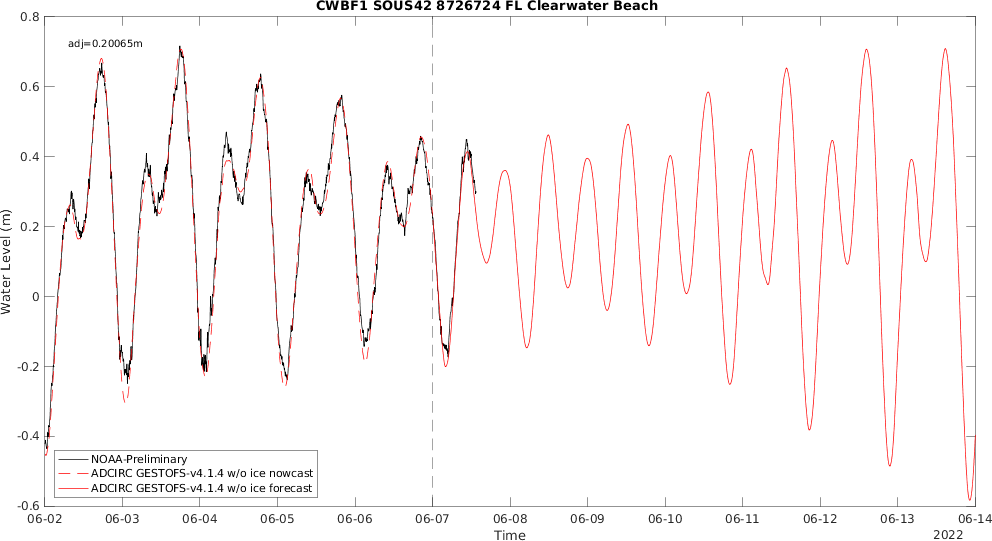 CWBF1 SOUS42 8726724 FL Clearwater Beach
adj=0.20065m
Water Level (m)
0.8
0.6
0.4
0.2
0
-0.2
-0.4
-0.6
NOAA-Preliminary
ADCIRC GESTOFS-v4.1.4 w/o ice nowcast
ADCIRC GESTOFS-v4.1.4 w/o ice forecast
06-02 06-03 06-04 06-05 06-06 06-07 06-08 06-09 06-10 06-11 06-12 06-13 06-14
Time
2022